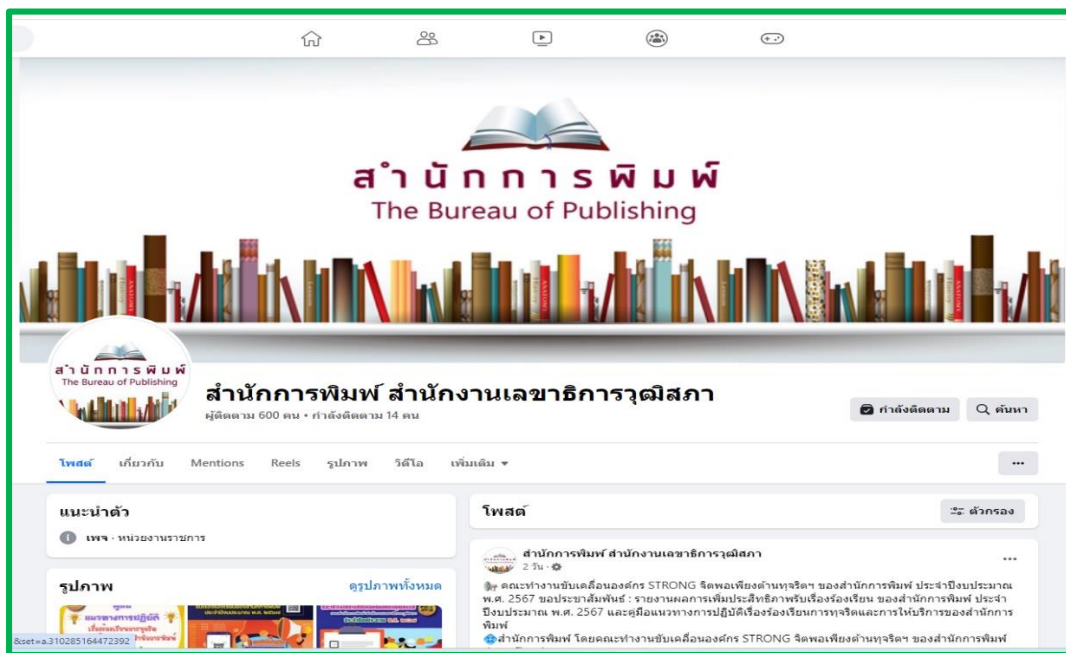 สำนักการพิมพ์
The Bureau of Publishing
สำนักการพิมพ์
The Bureau of Publishing
สำนักการพิมพ์ สำนักงานเลขาธิการวุฒิสภา
ผู้ติดตาม 600 คน • กำลังติดตาม 14 คน
กำลังติดตาม
ค้นหา
โพสต์ เกี่ยวกับ Mentions Reels รูปภาพ วิดีโอ เพิ่มเติม
แนะนำตัว
เพจ · หน่วยงานราชการ
รูปภาพ
ดูรูปภาพทั้งหมด
แนวทางการปฏิบัติ
&set=a.310285164472392
โพสต์
ตัวกรอง
สำนักการพิมพ์ สำนักงานเลขาธิการวุฒิสภา
2 วัน ·
คณะทำงานขับเคลื่อนองค์กร STRONG จิตพอเพียงต้านทุจริตฯ ของสำนักการพิมพ์ ประจำปีงบประมาณ
พ.ศ. 2567 ขอประชาสัมพันธ์ : รายงานผลการเพิ่มประสิทธิภาพรับเรื่องร้องเรียน ของสำนักการพิมพ์ ประจำ
ปีงบประมาณ พ.ศ. 2567 และคู่มือแนวทางการปฏิบัติเรื่องร้องเรียนการทุจริตและการให้บริการของสำนักการ
พิมพ์
สำนักการพิมพ์ โดยคณะทำงานขับเคลื่อนองค์กร STRONG จิตพอเพียงต้านทุจริตฯ ของสำนักการพิมพ์